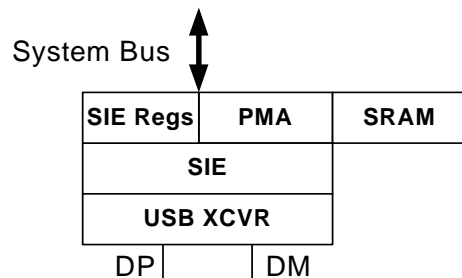 System Bus
SIE Regs PMA SRAM
SIE
USB XCVR
DP DM